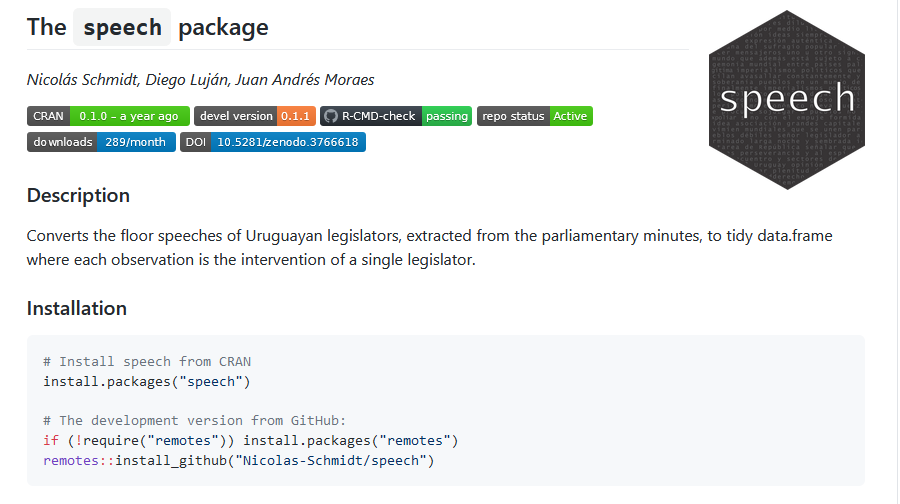 The speech package
speech
Nicolás Schmidt, Diego Luján, Juan Andrés Moraes
CRAN 0.1.0 – a year ago devel version 0.1.1 R-CMD-check passing repo status Active
downloads 289/month DOI 10.5281/zenodo.3766618
Description
Converts the floor speeches of Uruguayan legislators, extracted from the parliamentary minutes, to tidy data.frame
where each observation is the intervention of a single legislator.
Installation
# Install speech from CRAN
install.packages("speech")
# The development version from GitHub:
if (!require("remotes")) install.packages("remotes")
remotes::install_github("Nicolas-Schmidt/speech")